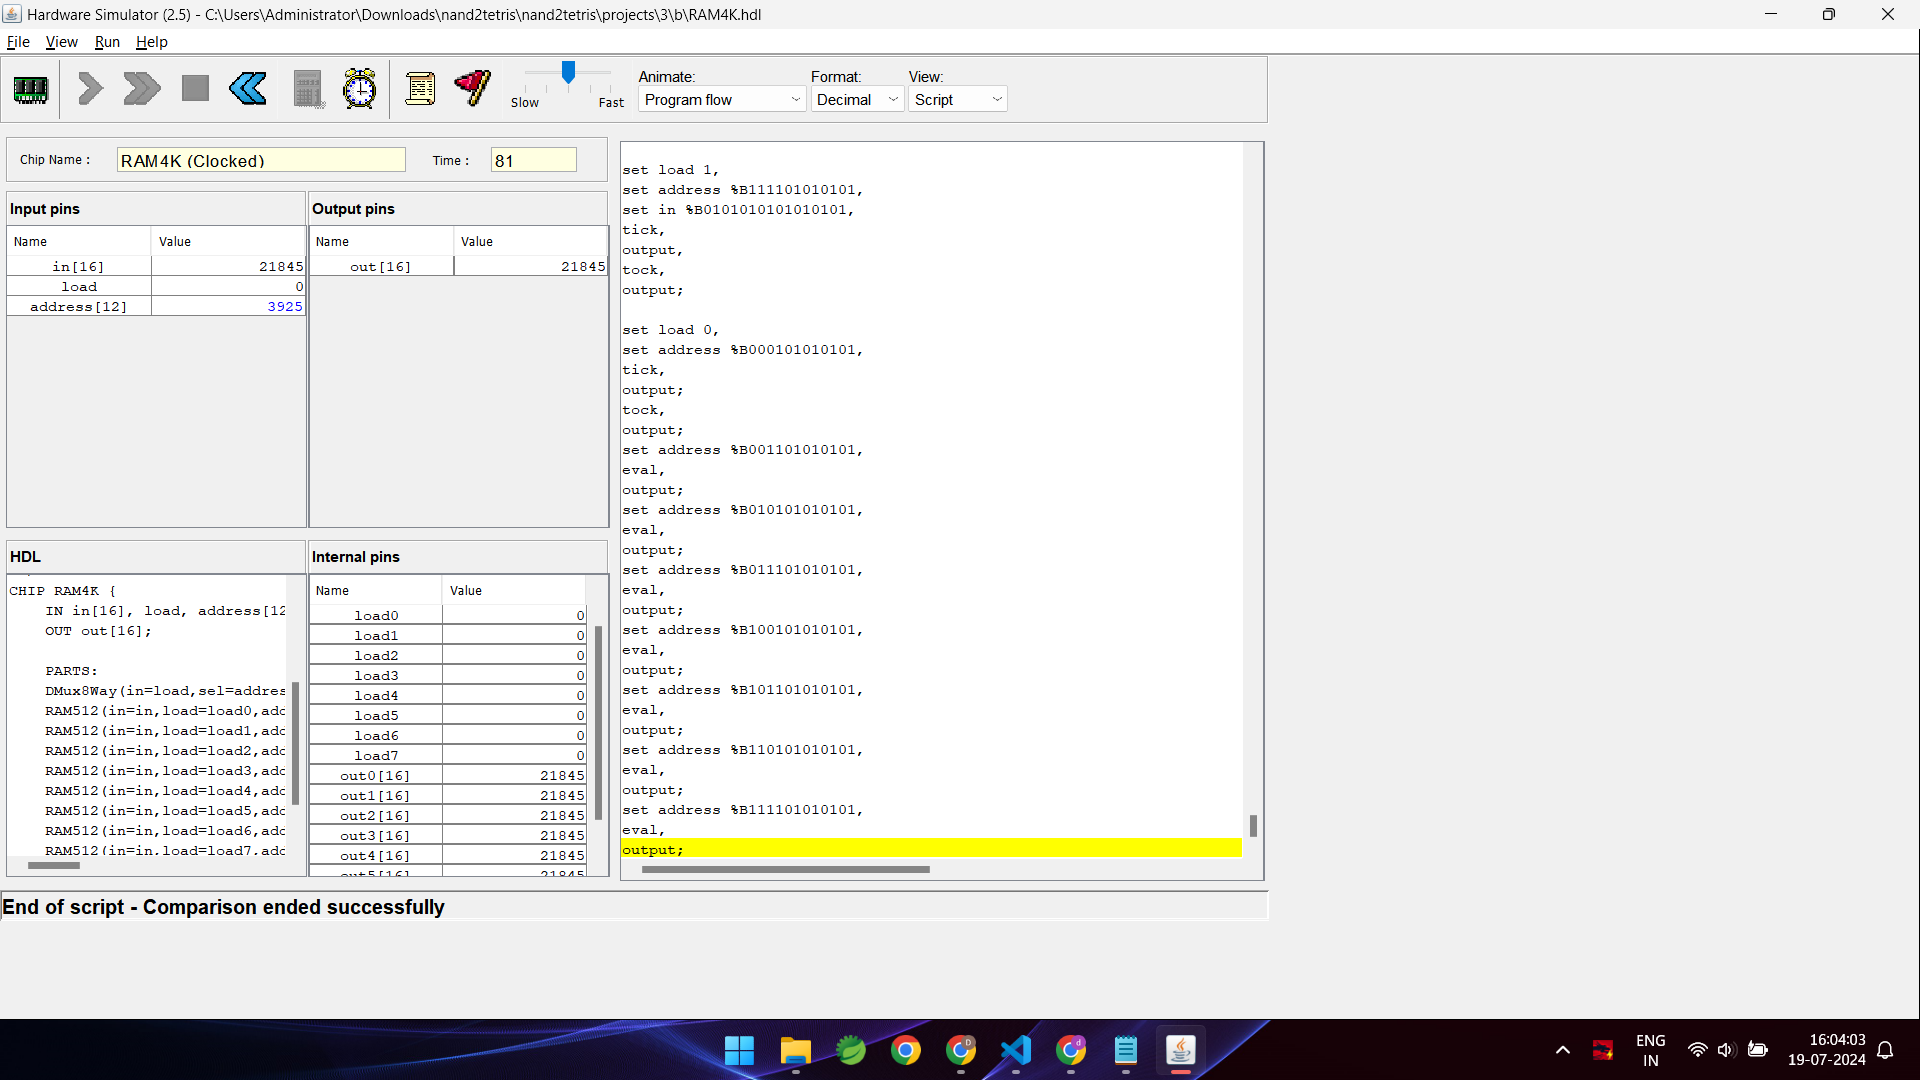 Hardware Simulator (2.5) - C:\Users\Administrator\Downloads\nand2tetris\nand2tetris\projects\3\b\RAM4K.hdl
File View Run Help
Slow Fast
Animate: Format: View:
Program flow Decimal Script
Chip Name : RAM4K (Clocked) Time : 81
Input pins
Name Value
in[16] 21845
load 0
address[12] 3925
Output pins
Name Value
out[16] 21845
HDL
CHIP RAM4K {
IN in[16], load, address[12
OUT out[16];
PARTS:
DMux8Way(in=load,sel=addres
RAM512(in=in,load=load0,add
RAM512(in=in,load=load1,add
RAM512(in=in,load=load2,add
RAM512(in=in,load=load3,add
RAM512(in=in,load=load4,add
RAM512(in=in,load=load5,add
RAM512(in=in,load=load6,add
RAM512(in=in,load=load7,add
Internal pins
Name Value
load0 0
load1 0
load2 0
load3 0
load4 0
load5 0
load6 0
load7 0
out0[16] 21845
out1[16] 21845
out2[16] 21845
out3[16] 21845
out4[16] 21845
out5[16] 21845
set load 1,
set address %B111101010101,
set in %B0101010101010101,
tick,
output,
tock,
output;
set load 0,
set address %B000101010101,
tick,
output;
tock,
output;
set address %B001101010101,
eval,
output;
set address %B010101010101,
eval,
output;
set address %B011101010101,
eval,
output;
set address %B100101010101,
eval,
output;
set address %B101101010101,
eval,
output;
set address %B110101010101,
eval,
output;
set address %B111101010101,
eval,
output;
End of script - Comparison ended successfully
ENG
IN
16:04:03
19-07-2024